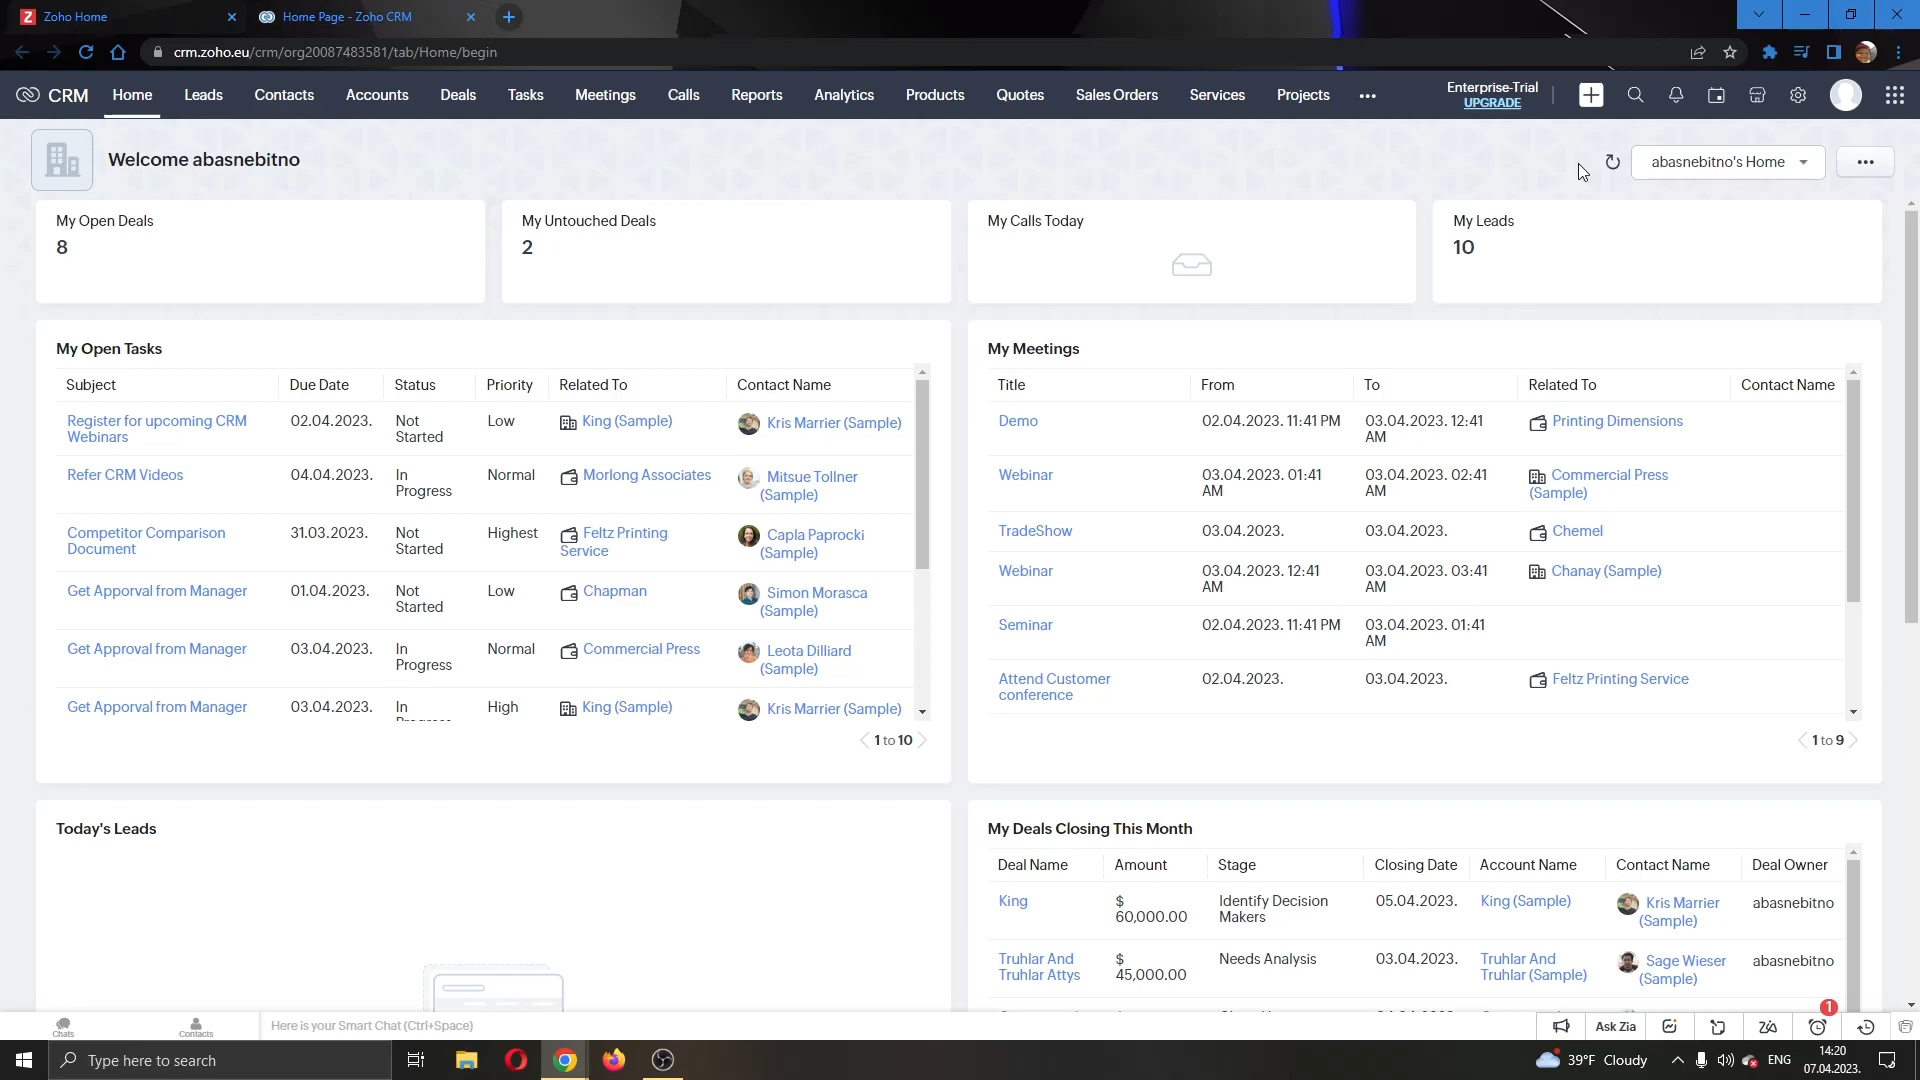 Zoho Home
Home Page - Zoho CRM
crm.zoho.eu/crm/org20087483581/tab/Home/begin
CRM Home Leads Contacts Accounts Deals Tasks Meetings Calls Reports Analytics Products Quotes Sales Orders Services Projects
Enterprise-Trial
UPGRADE
Welcome abasnebitno
abasnebitno's Home
My Open Deals
8
My Untouched Deals
2
My Calls Today
My Leads
10
My Open Tasks
Subject Due Date Status Priority Related To Contact Name
Register for upcoming CRM Webinars 02.04.2023. Not Started Low King (Sample) Kris Marrier (Sample)
Refer CRM Videos 04.04.2023. In Progress Normal Morlong Associates Mitsue Tollner (Sample)
Competitor Comparison Document 31.03.2023. Not Started Highest Feltz Printing Service Capla Paprocki (Sample)
Get Apporval from Manager 01.04.2023. Not Started Low Chapman Simon Morasca (Sample)
Get Approval from Manager 03.04.2023. In Progress Normal Commercial Press Leota Dilliard (Sample)
Get Apporval from Manager 03.04.2023. In Progress High King (Sample) Kris Marrier (Sample)
1 to 10
My Meetings
Title From To Related To Contact Name
Demo 02.04.2023. 11:41 PM 03.04.2023. 12:41 AM Printing Dimensions
Webinar 03.04.2023. 01:41 AM 03.04.2023. 02:41 AM Commercial Press (Sample)
TradeShow 03.04.2023. 03.04.2023. Chemel
Webinar 03.04.2023. 12:41 AM 03.04.2023. 03:41 AM Chanay (Sample)
Seminar 02.04.2023. 11:41 PM 03.04.2023. 01:41 AM
Attend Customer conference 02.04.2023. 03.04.2023. Feltz Printing Service
1 to 9
Today's Leads
My Deals Closing This Month
Deal Name Amount Stage Closing Date Account Name Contact Name Deal Owner
King $ 60,000.00 Identify Decision Makers 05.04.2023. King (Sample) Kris Marrier (Sample) abasnebitno
Truhlar And Truhlar Attys $ 45,000.00 Needs Analysis 03.04.2023. Truhlar And Truhlar (Sample) Sage Wieser (Sample) abasnebitno
Chats
Contacts
Here is your Smart Chat (Ctrl+Space)
Ask Zia
1
Type here to search
39°F Cloudy
ENG
14:20
07.04.2023.